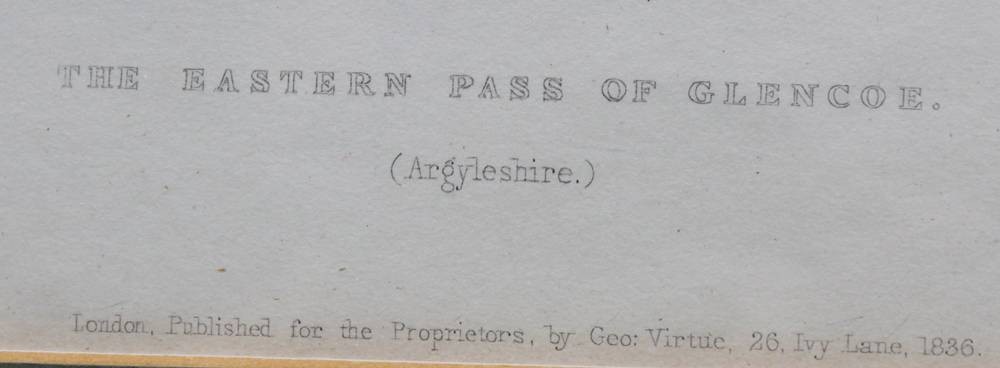 THE EASTERN PASS OF GLENCOE.
(Argyleshire.)
London, Published for the Proprietors, by Geo: Virtue, 26, Ivy Lane, 1836.